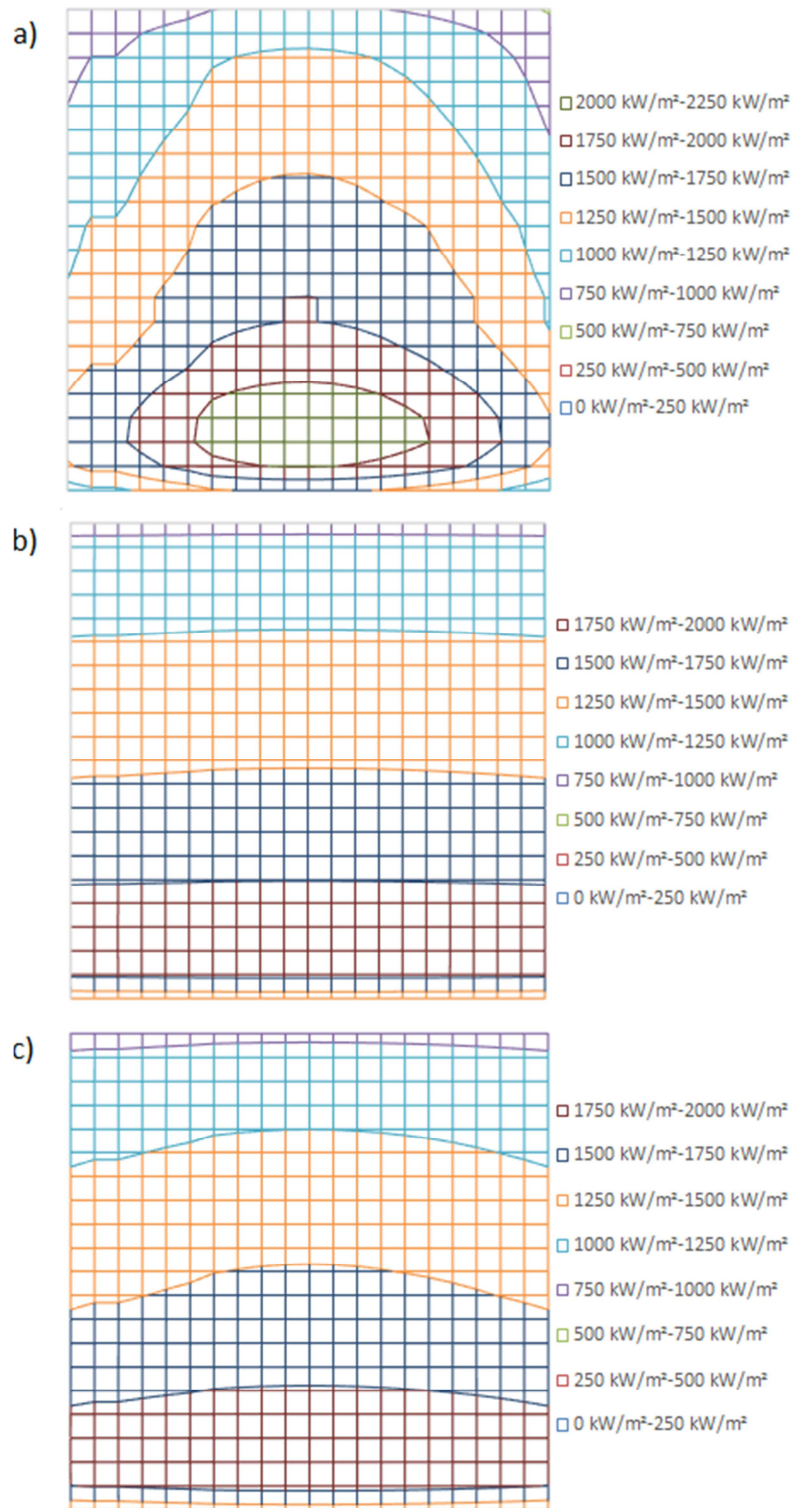 a)
2000 kW/m²-2250 kW/m²
1750 kW/m²-2000 kW/m²
1500 kW/m²-1750 kW/m²
1250 kW/m²-1500 kW/m²
1000 kW/m²-1250 kW/m²
750 kW/m²-1000 kW/m²
500 kW/m²-750 kW/m²
250 kW/m²-500 kW/m²
0 kW/m²-250 kW/m²
b)
1750 kW/m²-2000 kW/m²
1500 kW/m²-1750 kW/m²
1250 kW/m²-1500 kW/m²
1000 kW/m²-1250 kW/m²
750 kW/m²-1000 kW/m²
500 kW/m²-750 kW/m²
250 kW/m²-500 kW/m²
0 kW/m²-250 kW/m²
c)
1750 kW/m²-2000 kW/m²
1500 kW/m²-1750 kW/m²
1250 kW/m²-1500 kW/m²
1000 kW/m²-1250 kW/m²
750 kW/m²-1000 kW/m²
500 kW/m²-750 kW/m²
250 kW/m²-500 kW/m²
0 kW/m²-250 kW/m²